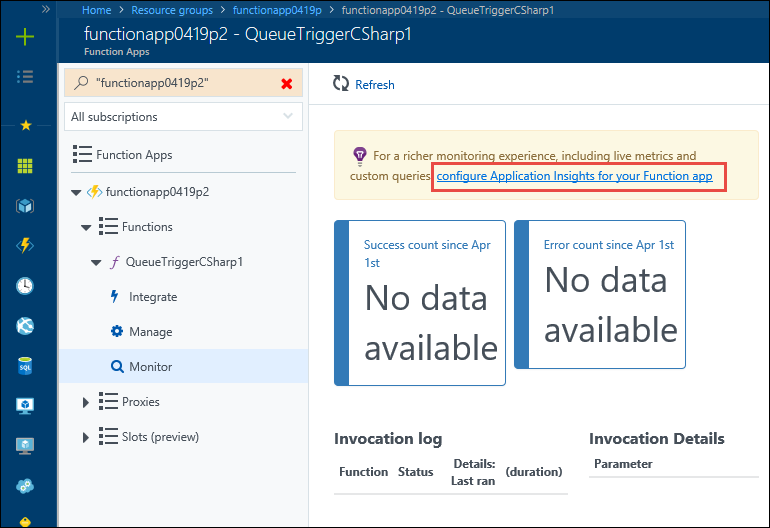 » Home > Resource groups > functionapp0419p > functionapp0419p2 - QueueTriggerCSharp1
functionapp0419p2 - QueueTriggerCSharp1
Function Apps
"functionapp0419p2"
All subscriptions
Function Apps
functionapp0419p2
Functions
QueueTriggerCSharp1
Integrate
Manage
Monitor
Proxies
Slots (preview)
Refresh
For a richer monitoring experience, including live metrics and
custom queries configure Application Insights for your Function app
Success count since Apr
1st
No data
available
Error count since Apr 1st
No data
available
Invocation log
Function Status Details: Last ran (duration)
Invocation Details
Parameter
SQL